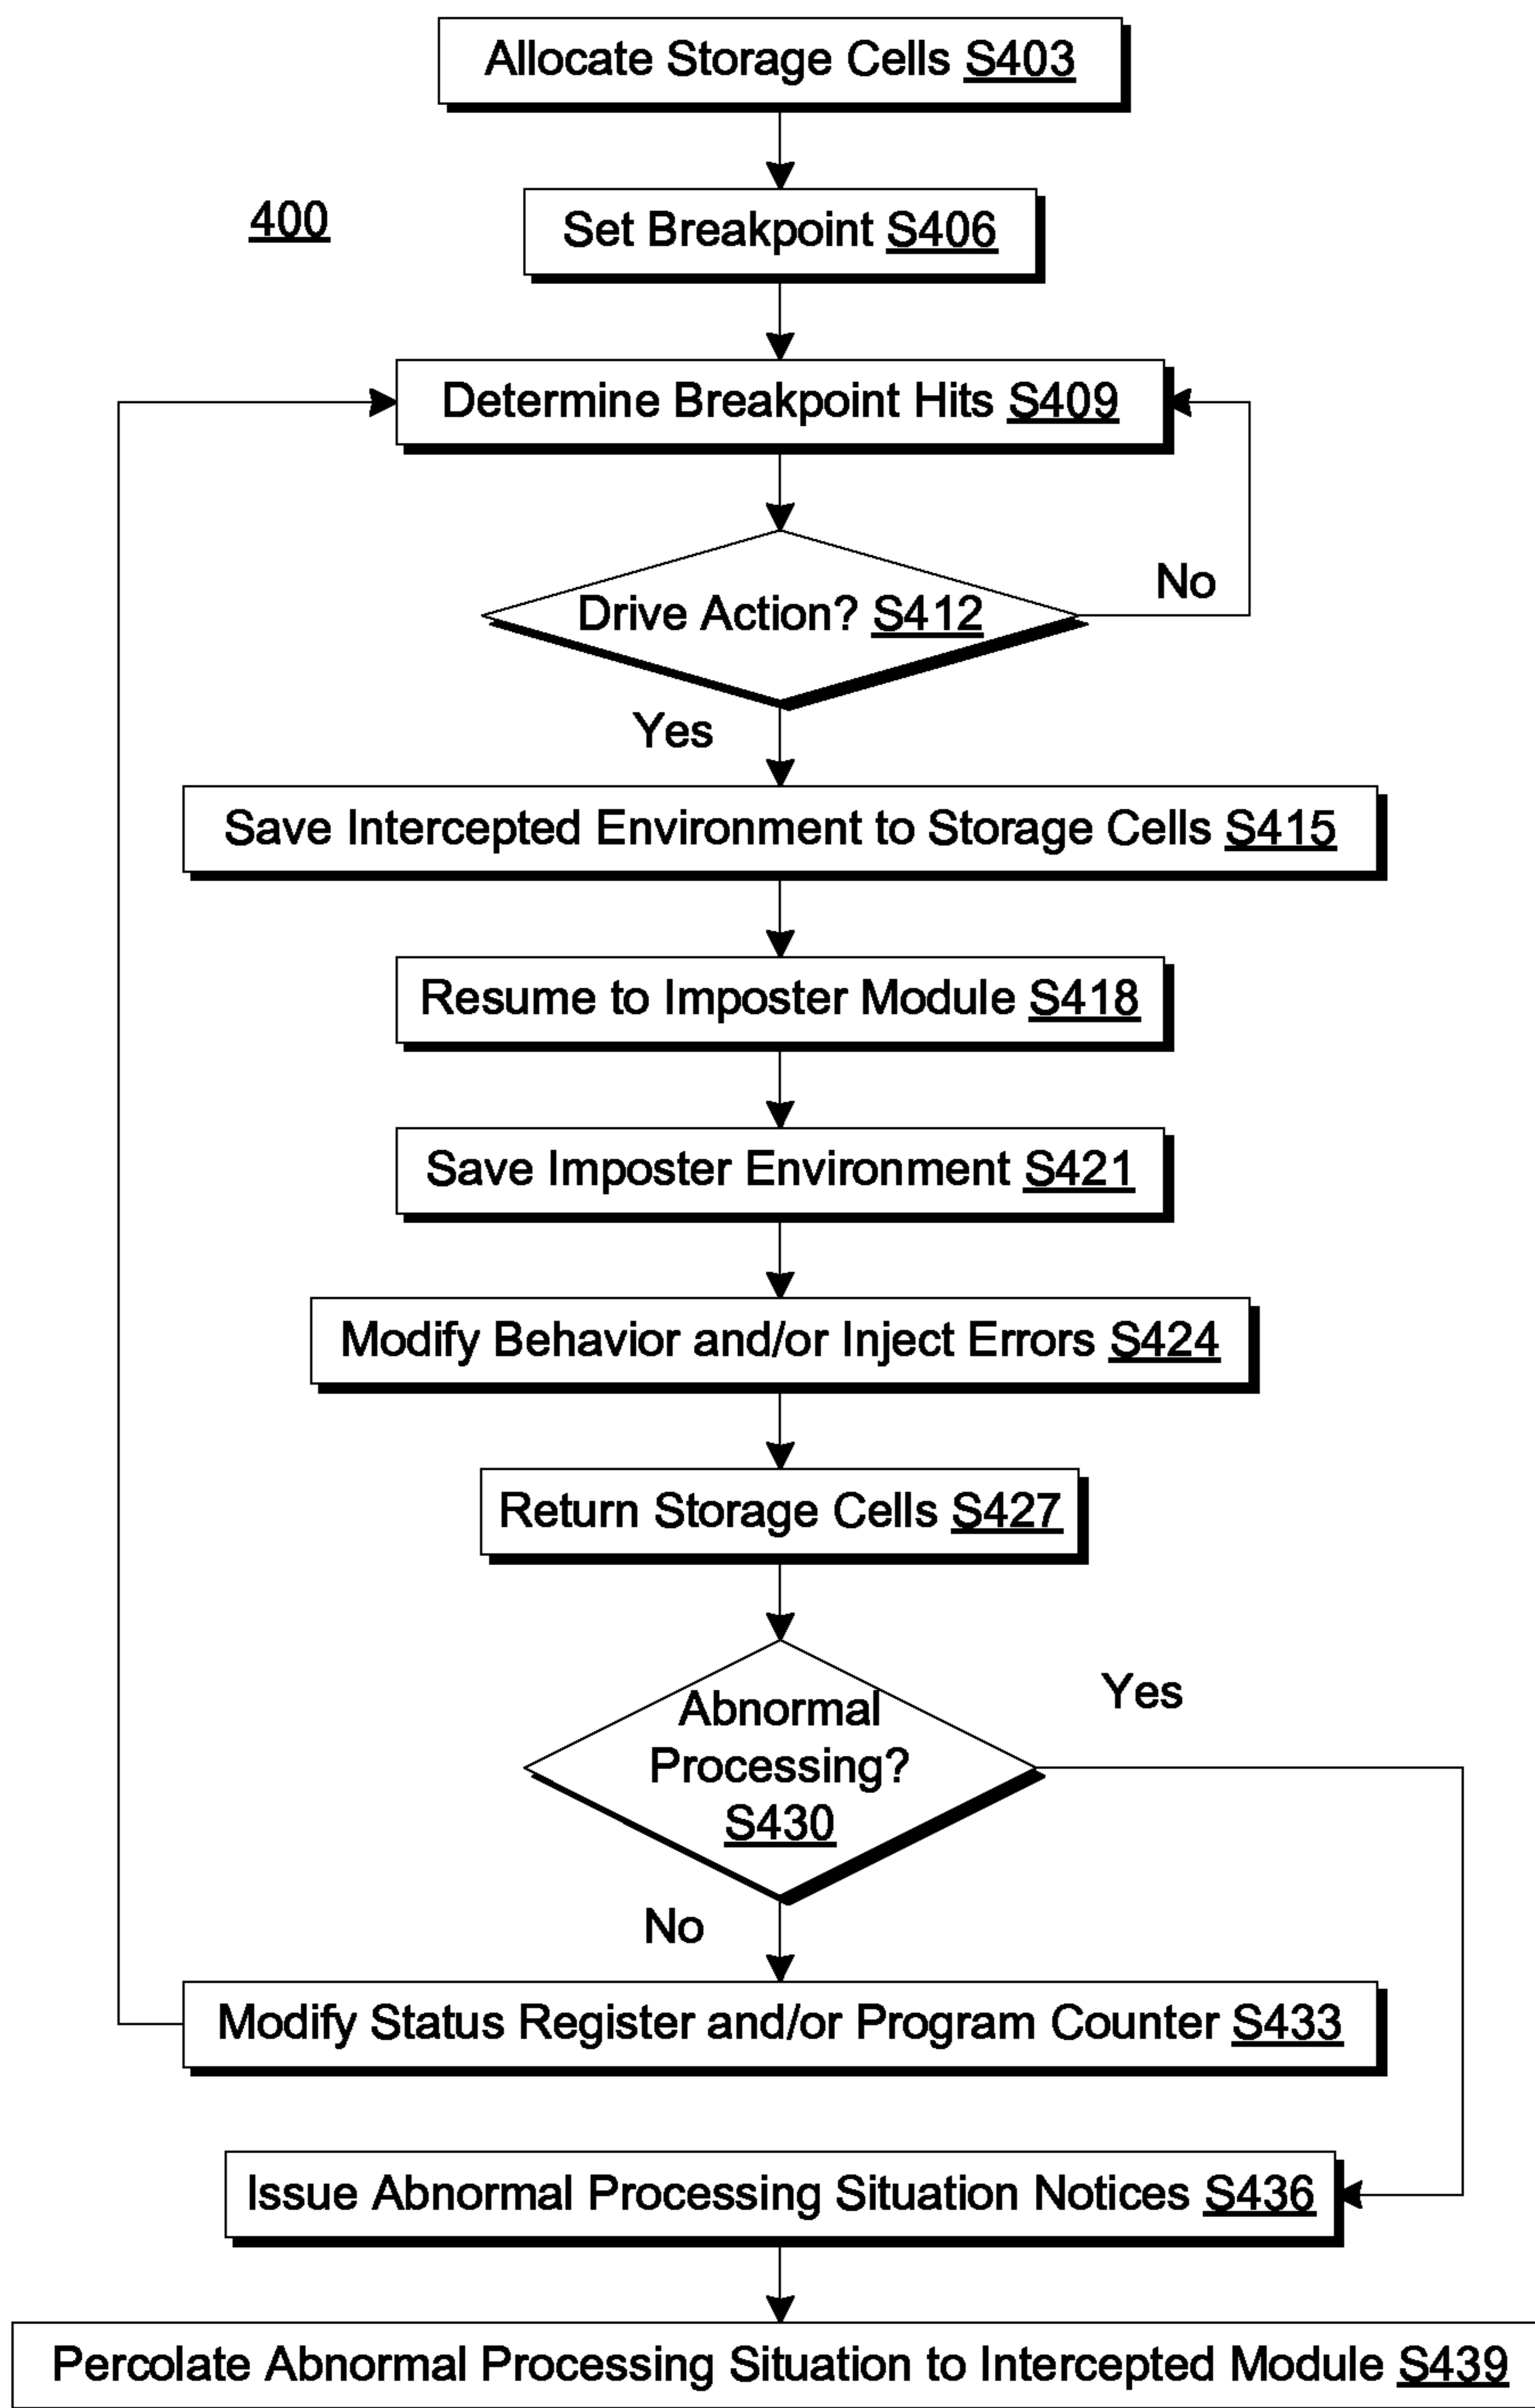 Allocate Storage Cells S403
400
Set Breakpoint S406
Determine Breakpoint Hits S409
No
Drive Action? S412
Yes
Save Intercepted Environment to Storage Cells S415
Resume to Imposter Module S418
Save Imposter Environment S421
Modify Behavior and/or Inject Errors S424
Return Storage Cells S427
Yes
Abnormal
Processing?
S430
No
Modify Status Register and/or Program Counter S433
Issue Abnormal Processing Situation Notices S436
Percolate Abnormal Processing Situation to Intercepted Module S439